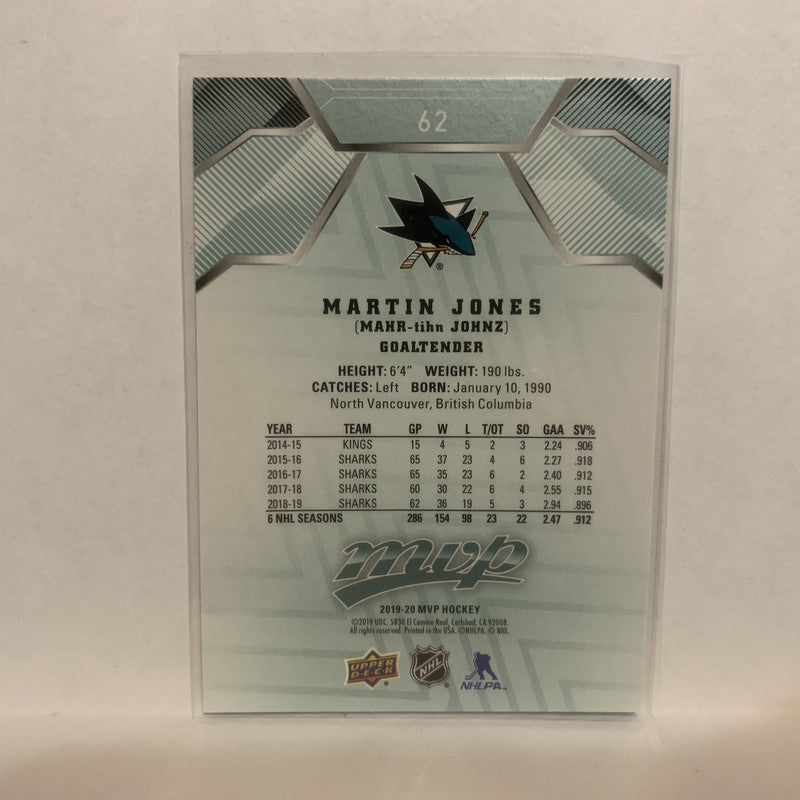 62
®
MARTIN JONES
(MAHR-tihn JOHNZ)
GOALTENDER
HEIGHT: 6'4" WEIGHT: 190 lbs.
CATCHES: Left BORN: January 10, 1990
North Vancouver, British Columbia
YEAR TEAM GP W L T/OT SO GAA SV%
2014-15 KINGS 15 4 5 2 3 2.24 .906
2015-16 SHARKS 65 37 23 4 6 2.27 .918
2016-17 SHARKS 65 35 23 6 2 2.40 .912
2017-18 SHARKS 60 30 22 6 4 2.55 .915
2018-19 SHARKS 62 36 19 5 3 2.94 .896
6 NHL SEASONS 286 154 98 23 22 2.47 .912
mvp
2019-20 MVP HOCKEY
©2019 UDC. 5830 El Camino Real, Carlsbad, CA 92008.
All rights reserved. Printed in the USA. ©NHLPA. © NHL.
UPPER DECK ® NHL ® NHLPA™